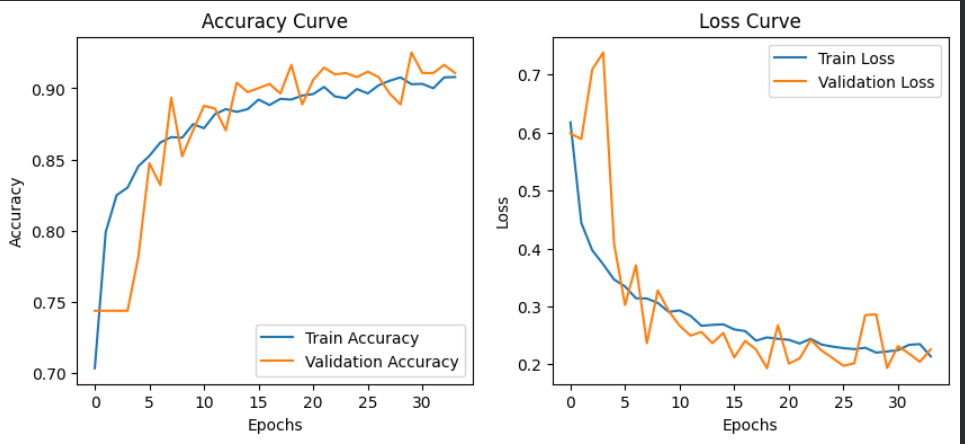 Accuracy Curve
0.90
0.85
0.80
0.75
0.70
Accuracy
Train Accuracy
Validation Accuracy
0 5 10 15 20 25 30
Epochs
Loss Curve
0.7
0.6
0.5
0.4
0.3
0.2
Loss
Train Loss
Validation Loss
0 5 10 15 20 25 30
Epochs